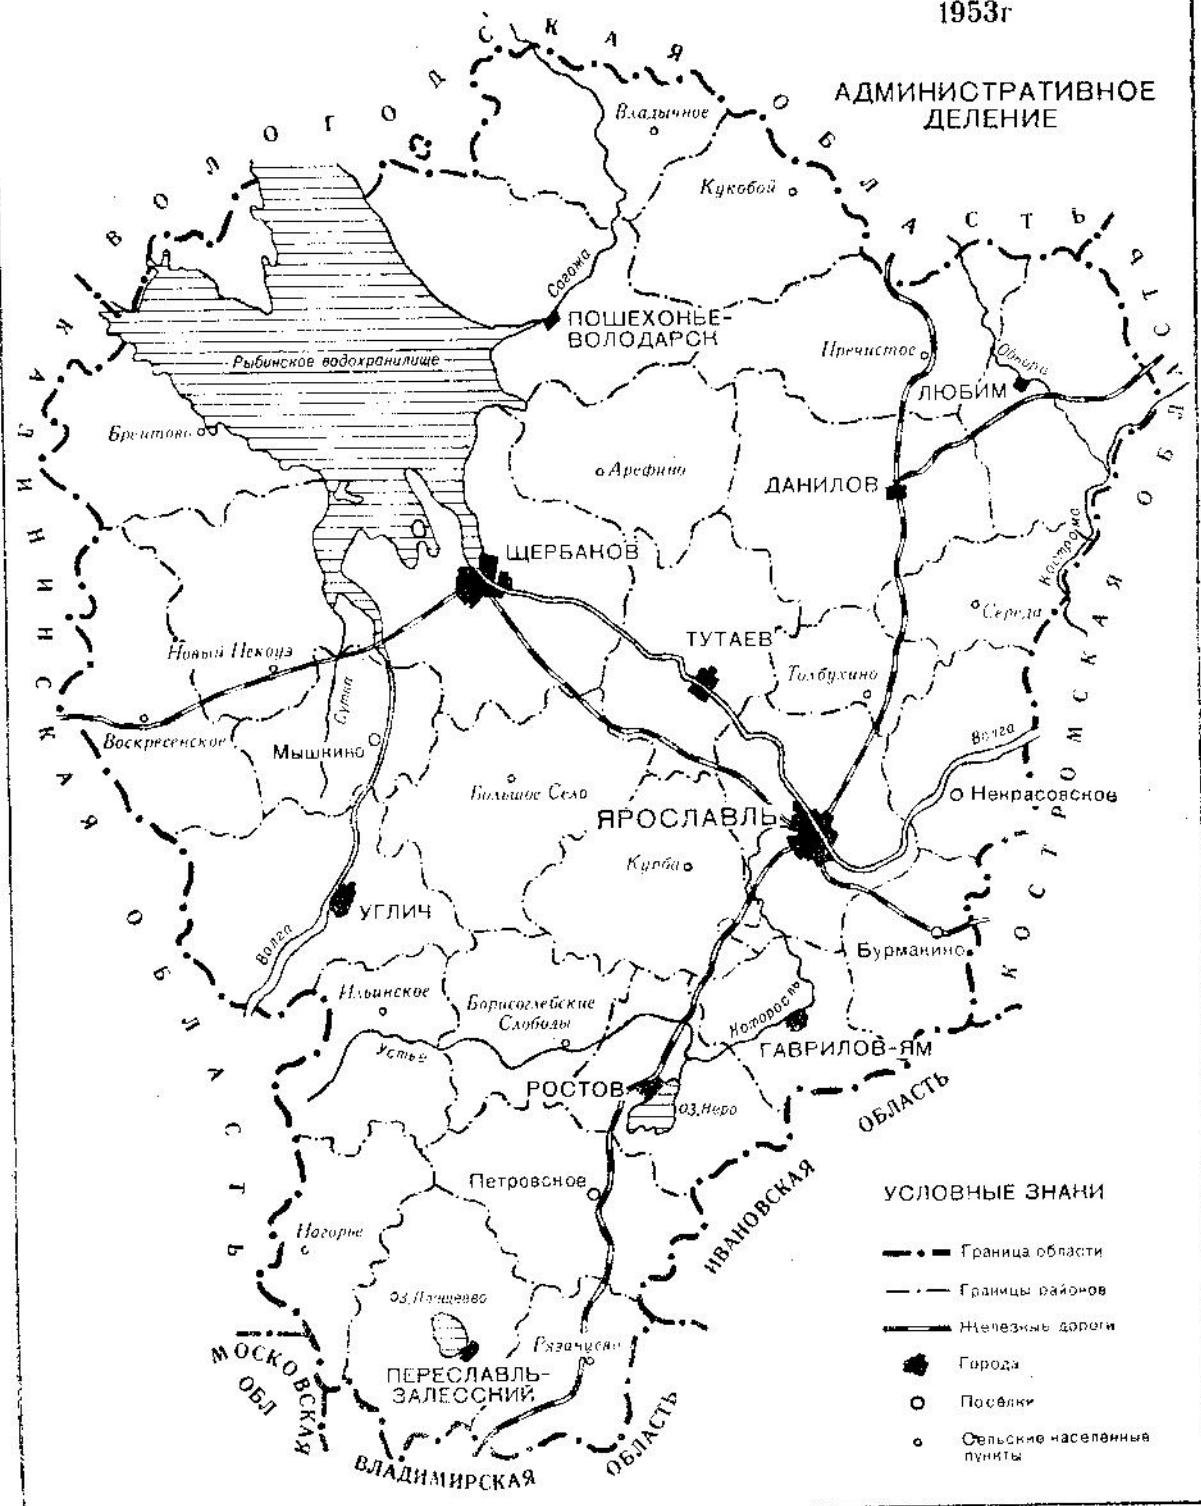 1953г
АДМИНИСТРАТИВНОЕ
ДЕЛЕНИЕ
ВОЛОГОДСКАЯ ОБЛАСТЬ
Владычное
Кукобой
Согожа
ПОШЕХОНЬЕ-
ВОЛОДАРСК
Пречистое
Обнора
ЛЮБИМ
Рыбинское водохранилище
Брейтово
Арефино
ДАНИЛОВ
ЩЕРБАКОВ
Кострома
Середа
ТУТАЕВ
Новый Некоуз
Толбухино
Сутка
Воскресенское
Мышкино
Волга
Большое Село
Некрасовское
ЯРОСЛАВЛЬ
Курба
УГЛИЧ
Волга
Бурмакино
Ильинское
Борисоглебские
Слободы
Которосль
Устье
ГАВРИЛОВ-ЯМ
РОСТОВ
оз. Неро
Петровское
Нагорье
оз. Плещеево
Рязанцево
ПЕРЕСЛАВЛЬ-
ЗАЛЕССКИЙ
КАЛИНИНСКАЯ ОБЛАСТЬ
КОСТРОМСКАЯ ОБЛАСТЬ
ИВАНОВСКАЯ
ОБЛАСТЬ
МОСКОВСКАЯ
ОБЛ
ВЛАДИМИРСКАЯ
ОБЛАСТЬ
УСЛОВНЫЕ ЗНАКИ
Граница области
Границы районов
Железные дороги
Города
Посёлки
Сельские населенные
пункты